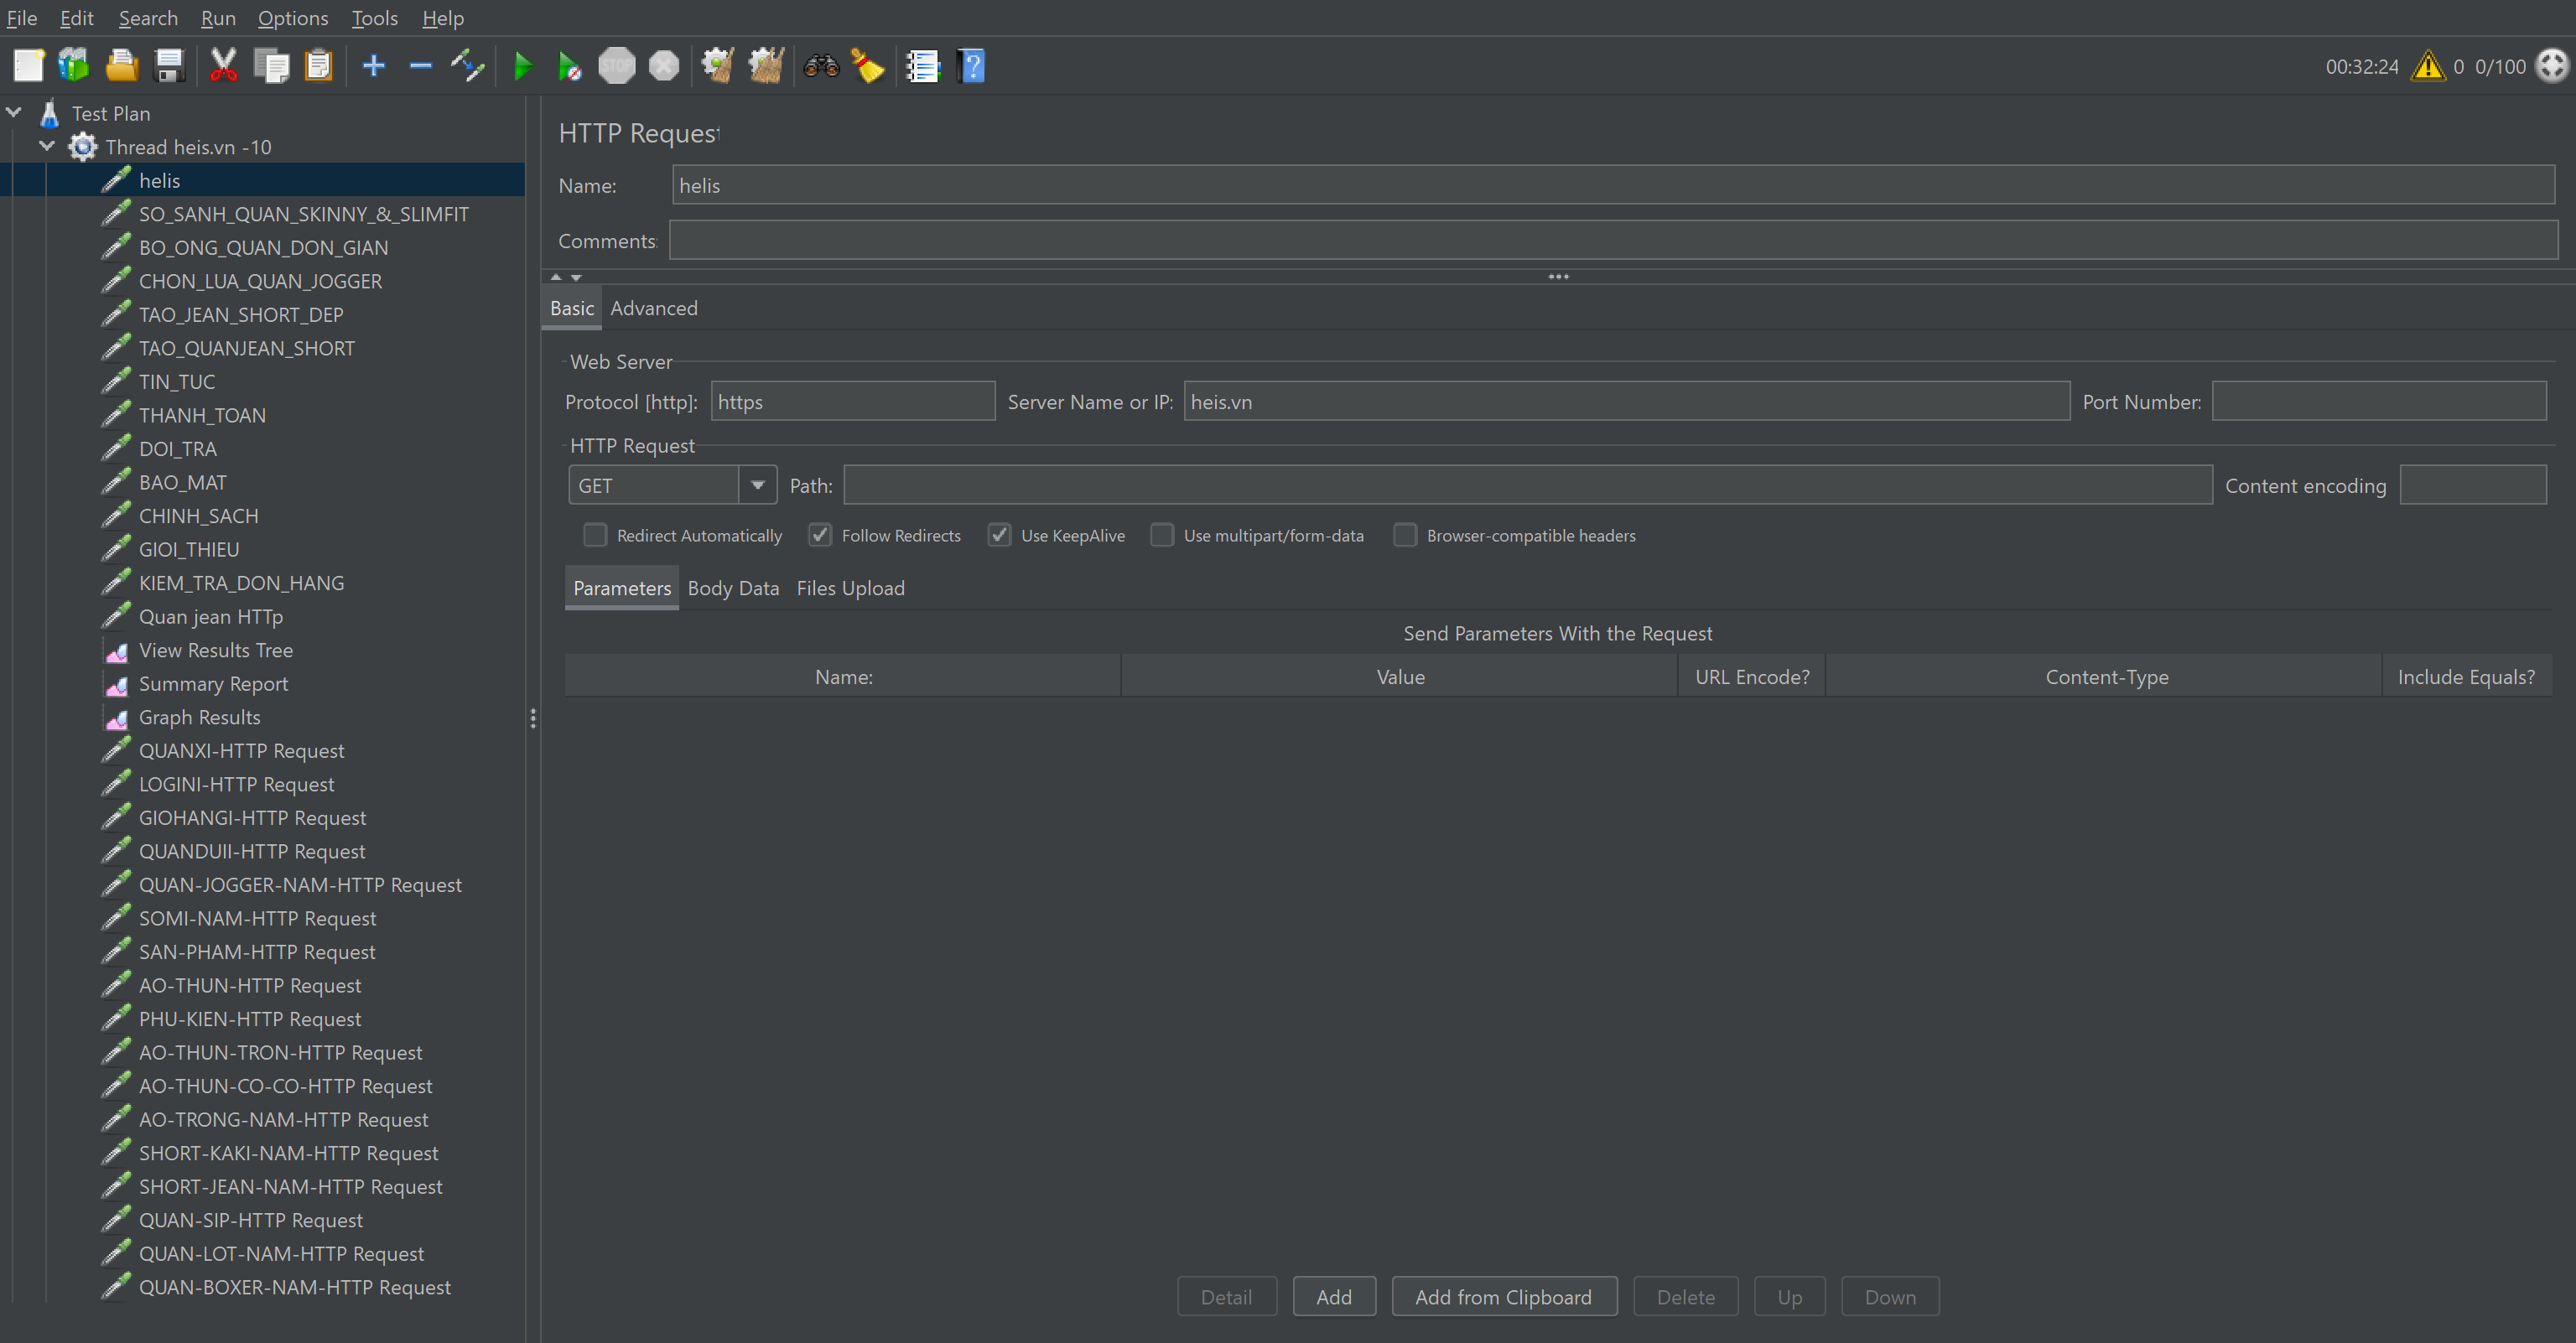 File Edit Search Run Options Tools Help
STOP
00:32:24 0 0/100
Test Plan
Thread heis.vn -10
helis
SO_SANH_QUAN_SKINNY_&_SLIMFIT
BO_ONG_QUAN_DON_GIAN
CHON_LUA_QUAN_JOGGER
TAO_JEAN_SHORT_DEP
TAO_QUANJEAN_SHORT
TIN_TUC
THANH_TOAN
DOI_TRA
BAO_MAT
CHINH_SACH
GIOI_THIEU
KIEM_TRA_DON_HANG
Quan jean HTTp
View Results Tree
Summary Report
Graph Results
QUANXI-HTTP Request
LOGINI-HTTP Request
GIOHANGI-HTTP Request
QUANDUII-HTTP Request
QUAN-JOGGER-NAM-HTTP Request
SOMI-NAM-HTTP Request
SAN-PHAM-HTTP Request
AO-THUN-HTTP Request
PHU-KIEN-HTTP Request
AO-THUN-TRON-HTTP Request
AO-THUN-CO-CO-HTTP Request
AO-TRONG-NAM-HTTP Request
SHORT-KAKI-NAM-HTTP Request
SHORT-JEAN-NAM-HTTP Request
QUAN-SIP-HTTP Request
QUAN-LOT-NAM-HTTP Request
QUAN-BOXER-NAM-HTTP Request
HTTP Request
Name: helis
Comments:
Basic Advanced
Web Server
Protocol [http]: https Server Name or IP: heis.vn Port Number:
HTTP Request
GET Path: Content encoding
Redirect Automatically Follow Redirects Use KeepAlive Use multipart/form-data Browser-compatible headers
Parameters Body Data Files Upload
Send Parameters With the Request
Name: Value URL Encode? Content-Type Include Equals?
Detail Add Add from Clipboard Delete Up Down